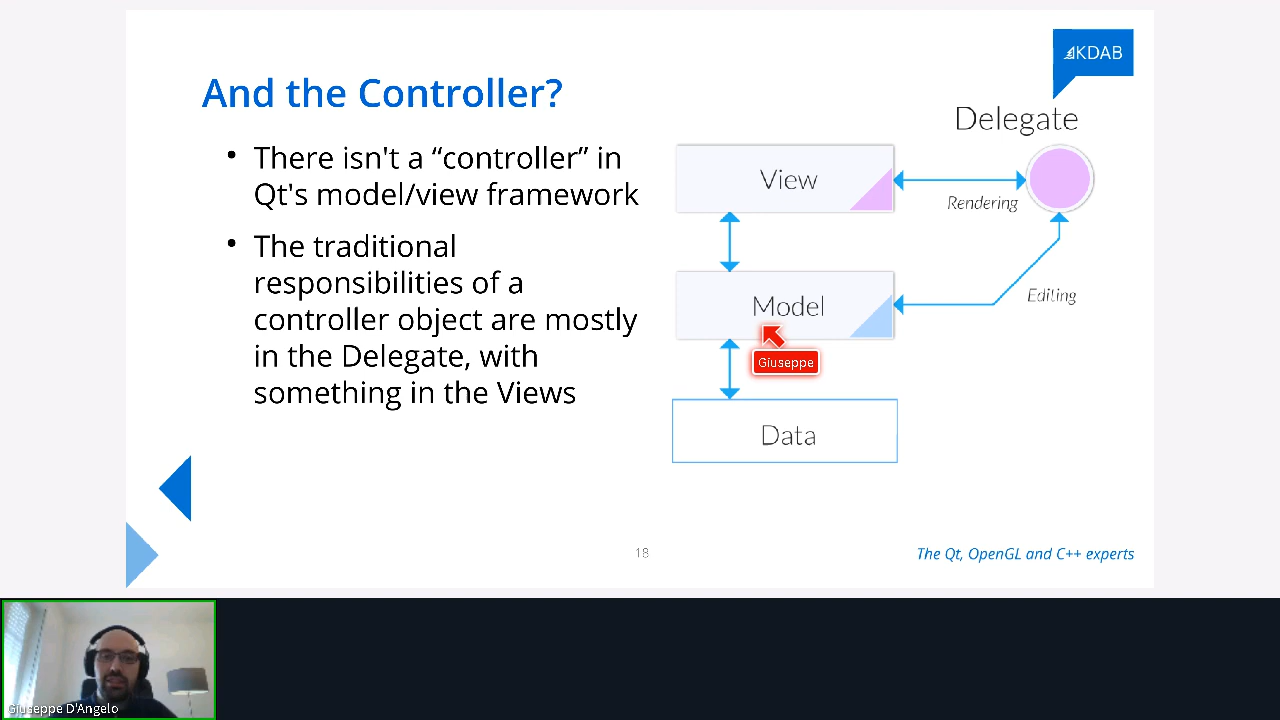 KDAB
And the Controller?
Delegate
• There isn't a “controller” in
Qt's model/view framework
• The traditional
responsibilities of a
controller object are mostly
in the Delegate, with
something in the Views
View
Rendering
Model
Editing
Giuseppe
Data
18
The Qt, OpenGL and C++ experts
Giuseppe D'Angelo